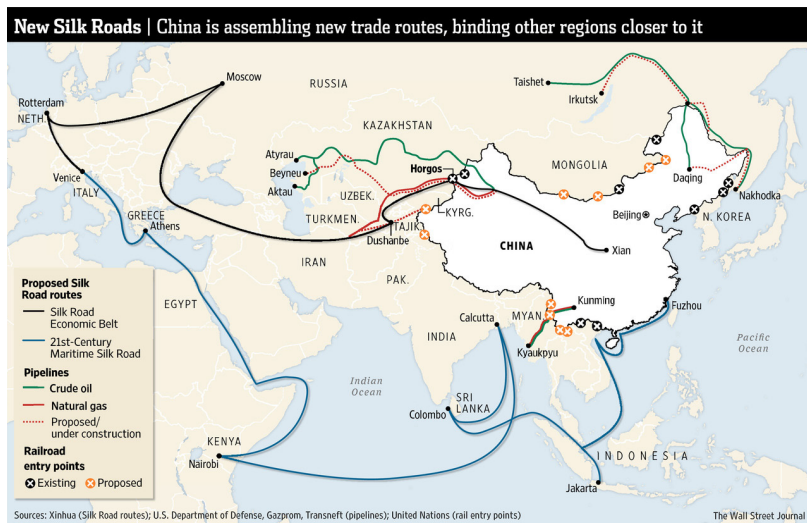 New Silk Roads | China is assembling new trade routes, binding other regions closer to it
Moscow
RUSSIA
Taishet
Irkutsk
Rotterdam
NETH.
KAZAKHSTAN
MONGOLIA
Atyrau
Beyneu
Aktau
Horgos
Daqing
Venice
ITALY
UZBEK.
Nakhodka
GREECE
Athens
TURKMEN.
KYRG.
TAJIK.
Dushanbe
Beijing
N. KOREA
CHINA
Xian
IRAN
PAK.
EGYPT
Proposed Silk
Road routes
Silk Road
Economic Belt
21st-Century
Maritime Silk Road
Pipelines
Crude oil
Natural gas
Proposed/
under construction
Railroad
entry points
Existing
Proposed
Calcutta
MYAN.
Kunming
Fuzhou
INDIA
Kyaukpyu
Pacific
Ocean
Indian
Ocean
SRI
LANKA
Colombo
KENYA
Nairobi
INDONESIA
Jakarta
Sources: Xinhua (Silk Road routes); U.S. Department of Defense, Gazprom, Transneft (pipelines); United Nations (rail entry points)
The Wall Street Journal